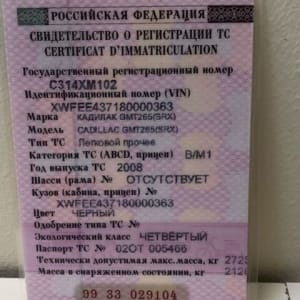 РОССИЙСКАЯ ФЕДЕРАЦИЯ
СВИДЕТЕЛЬСТВО О РЕГИСТРАЦИИ ТС
CERTIFICAT D'IMMATRICULATION
Государственный регистрационный номер
С314ХМ102
Идентификационный номер (VIN)
XWFEE437180000363
Марка КАДИЛАК GMT265(SRX)
Модель CADILLAC GMT265(SRX)
Тип ТС Легковой прочее
Категория ТС (ABCD, прицеп) B/M1
Год выпуска ТС 2008
Шасси (рама) № ОТСУТСТВУЕТ
Кузов (кабина, прицеп) №
XWFEE437180000363
Цвет ЧЕРНЫЙ
Одобрение типа ТС №
Экологический класс ЧЕТВЕРТЫЙ
Паспорт ТС № 02ОТ 005466
Технически допустимая макс.масса, кг
Масса в снаряженном состоянии, кг
99 33 029104